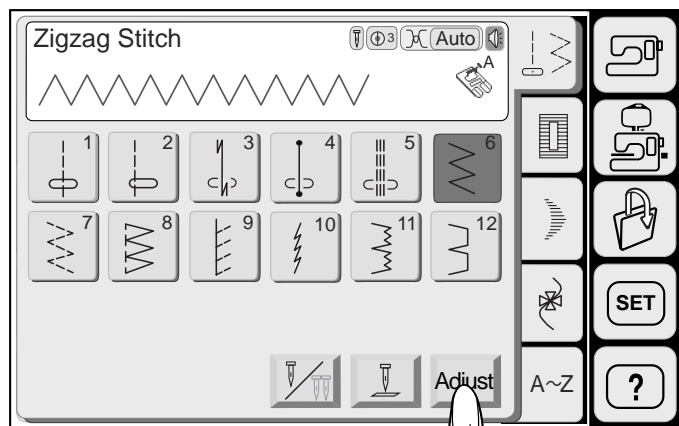 Zigzag Stitch
3 Auto
A
1 2 3 4 5 6
7 8 9 10 11 12
Adjust
A~Z
SET
?